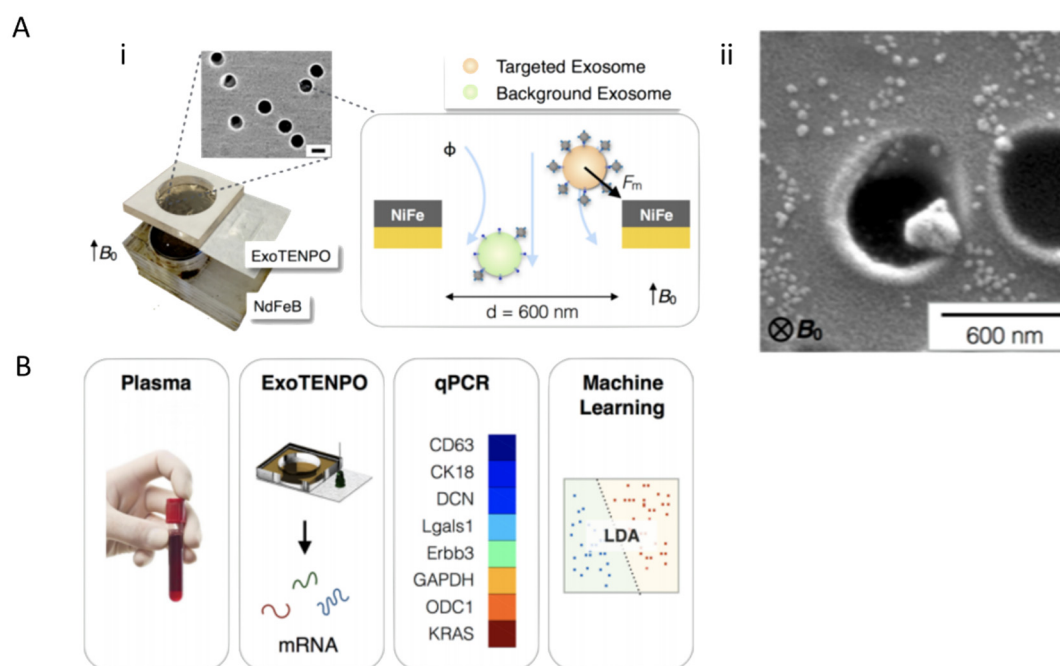 A
i
Targeted Exosome
Background Exosome
ϕ
Fm
NiFe
NiFe
↑B0
ExoTENPO
NdFeB
d = 600 nm
↑B0
ii
⊗B0
600 nm
B
Plasma
ExoTENPO
mRNA
qPCR
CD63
CK18
DCN
Lgals1
Erbb3
GAPDH
ODC1
KRAS
Machine
Learning
LDA